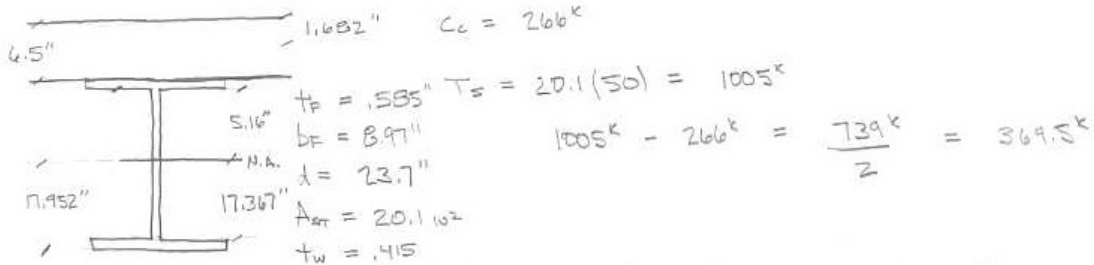 1.682" Cc = 266ᵏ
6.5"
tF = .585" Ts = 20.1(50) = 1005ᵏ
5.16"
bF = 8.97" 1005ᵏ - 266ᵏ = 739ᵏ/2 = 369.5ᵏ
N.A.
d = 23.7"
17.952" 17.367"
AST = 20.1 in²
tw = .415